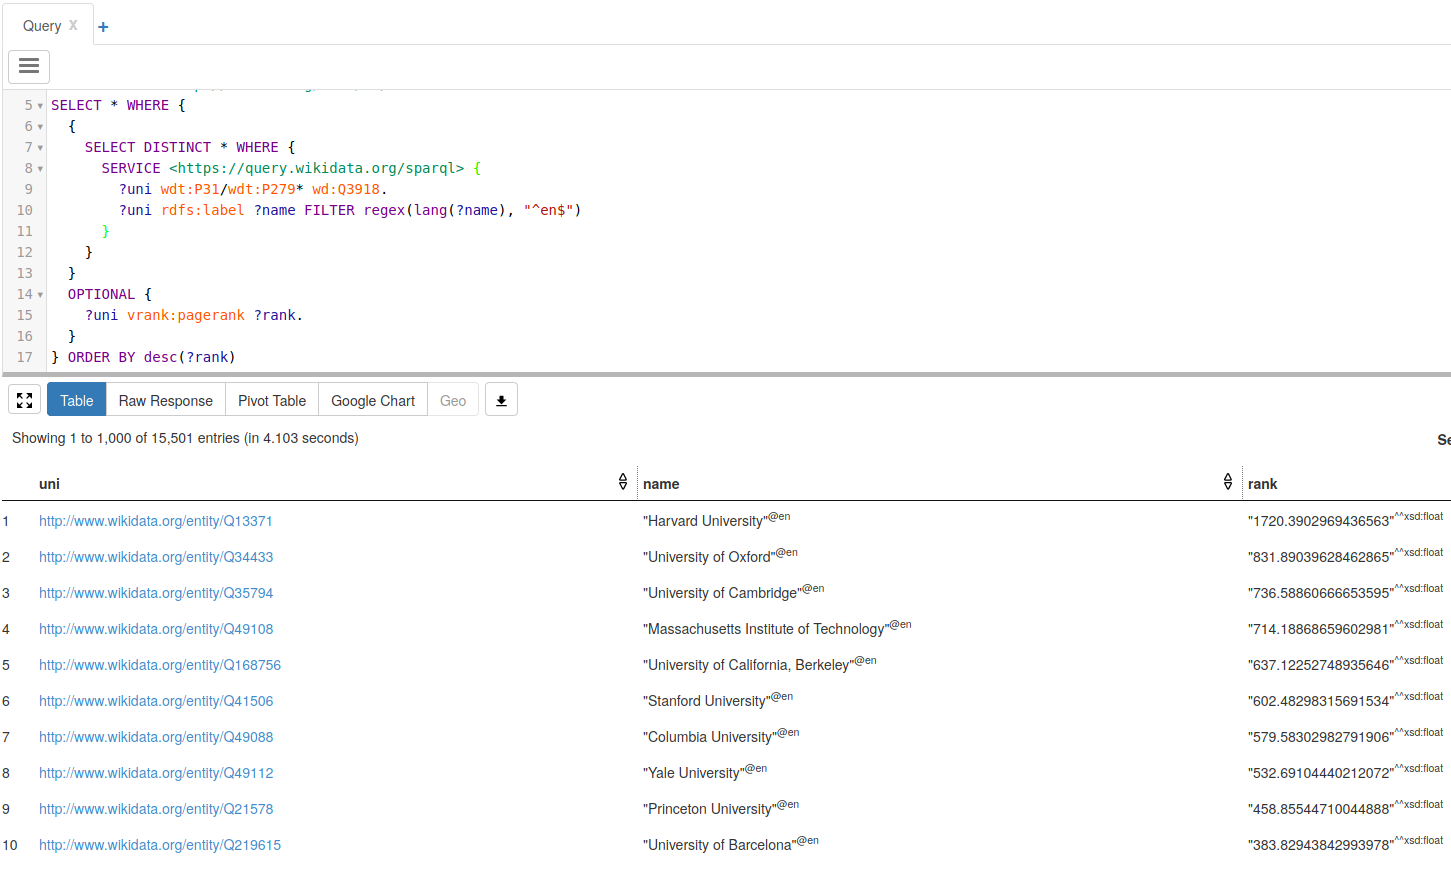 Query X +
5 SELECT * WHERE {
6 {
7 SELECT DISTINCT * WHERE {
8 SERVICE <https://query.wikidata.org/sparql> {
9 ?uni wdt:P31/wdt:P279* wd:Q3918.
10 ?uni rdfs:label ?name FILTER regex(lang(?name), "^en$")
11 }
12 }
13 }
14 OPTIONAL {
15 ?uni vrank:pagerank ?rank.
16 }
17 } ORDER BY desc(?rank)
Table Raw Response Pivot Table Google Chart Geo
Showing 1 to 1,000 of 15,501 entries (in 4.103 seconds) Se
uni name rank
1 http://www.wikidata.org/entity/Q13371 "Harvard University"@en "1720.3902969436563"^^xsd:float
2 http://www.wikidata.org/entity/Q34433 "University of Oxford"@en "831.89039628462865"^^xsd:float
3 http://www.wikidata.org/entity/Q35794 "University of Cambridge"@en "736.58860666653595"^^xsd:float
4 http://www.wikidata.org/entity/Q49108 "Massachusetts Institute of Technology"@en "714.18868659602981"^^xsd:float
5 http://www.wikidata.org/entity/Q168756 "University of California, Berkeley"@en "637.12252748935646"^^xsd:float
6 http://www.wikidata.org/entity/Q41506 "Stanford University"@en "602.48298315691534"^^xsd:float
7 http://www.wikidata.org/entity/Q49088 "Columbia University"@en "579.58302982791906"^^xsd:float
8 http://www.wikidata.org/entity/Q49112 "Yale University"@en "532.69104440212072"^^xsd:float
9 http://www.wikidata.org/entity/Q21578 "Princeton University"@en "458.85544710044888"^^xsd:float
10 http://www.wikidata.org/entity/Q219615 "University of Barcelona"@en "383.82943842993978"^^xsd:float